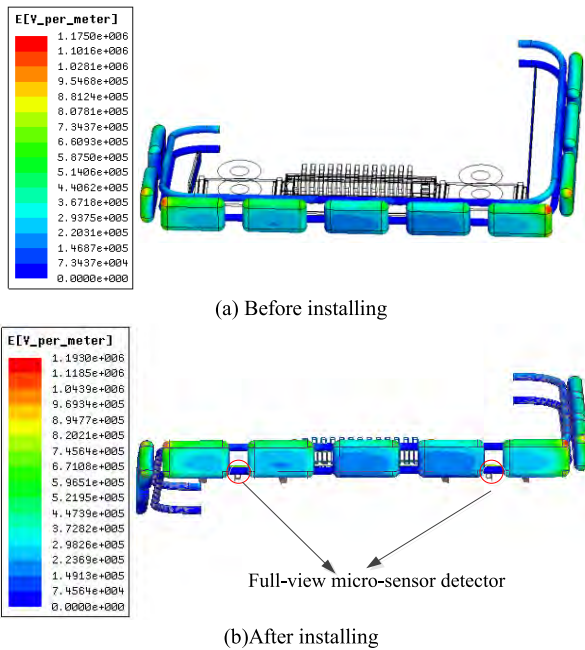 E[V_per_meter]
1.1750e+006
1.1016e+006
1.0281e+006
9.5468e+005
8.8124e+005
8.0781e+005
7.3437e+005
6.6093e+005
5.8750e+005
5.1406e+005
4.4062e+005
3.6718e+005
2.9375e+005
2.2031e+005
1.4687e+005
7.3437e+004
0.0000e+000
(a) Before installing
E[V_per_meter]
1.1930e+006
1.1185e+006
1.0439e+006
9.6934e+005
8.9477e+005
8.2021e+005
7.4564e+005
6.7108e+005
5.9651e+005
5.2195e+005
4.4739e+005
3.7282e+005
2.9826e+005
2.2369e+005
1.4913e+005
7.4564e+004
0.0000e+000
Full-view micro-sensor detector
(b)After installing